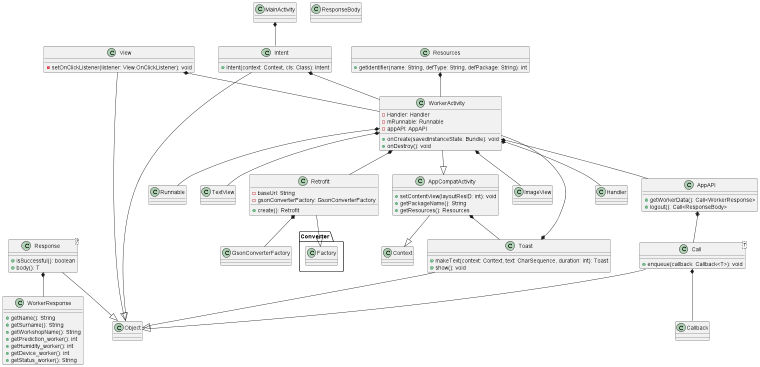 C MainActivity
C ResponseBody
C View
setOnClickListener(listener: View.OnClickListener): void
C Intent
Intent(context: Context, cls: Class): Intent
C Resources
getIdentifier(name: String, defType: String, defPackage: String): int
C WorkerActivity
Handler: Handler
mRunnable: Runnable
appAPI: AppAPI
onCreate(savedInstanceState: Bundle): void
onDestroy(): void
C Runnable
C TextView
C Retrofit
baseUrl: String
gsonConverterFactory: GsonConverterFactory
create(): Retrofit
C AppCompatActivity
setContentView(layoutResID: int): void
getPackageName(): String
getResources(): Resources
C ImageView
C Handler
C AppAPI
getWorkerData(): Call<WorkerResponse>
logout(): Call<ResponseBody>
C Response
T
isSuccessful(): boolean
body(): T
C GsonConverterFactory
Converter
C Factory
C Context
C Toast
makeText(context: Context, text: CharSequence, duration: int): Toast
show(): void
C Call
T
enqueue(callback: Callback<T>): void
C WorkerResponse
getName(): String
getSurname(): String
getWorkshopName(): String
getPrediction_worker(): int
getHumidity_worker(): int
getDevice_worker(): int
getStatus_worker(): String
C Object
C Callback